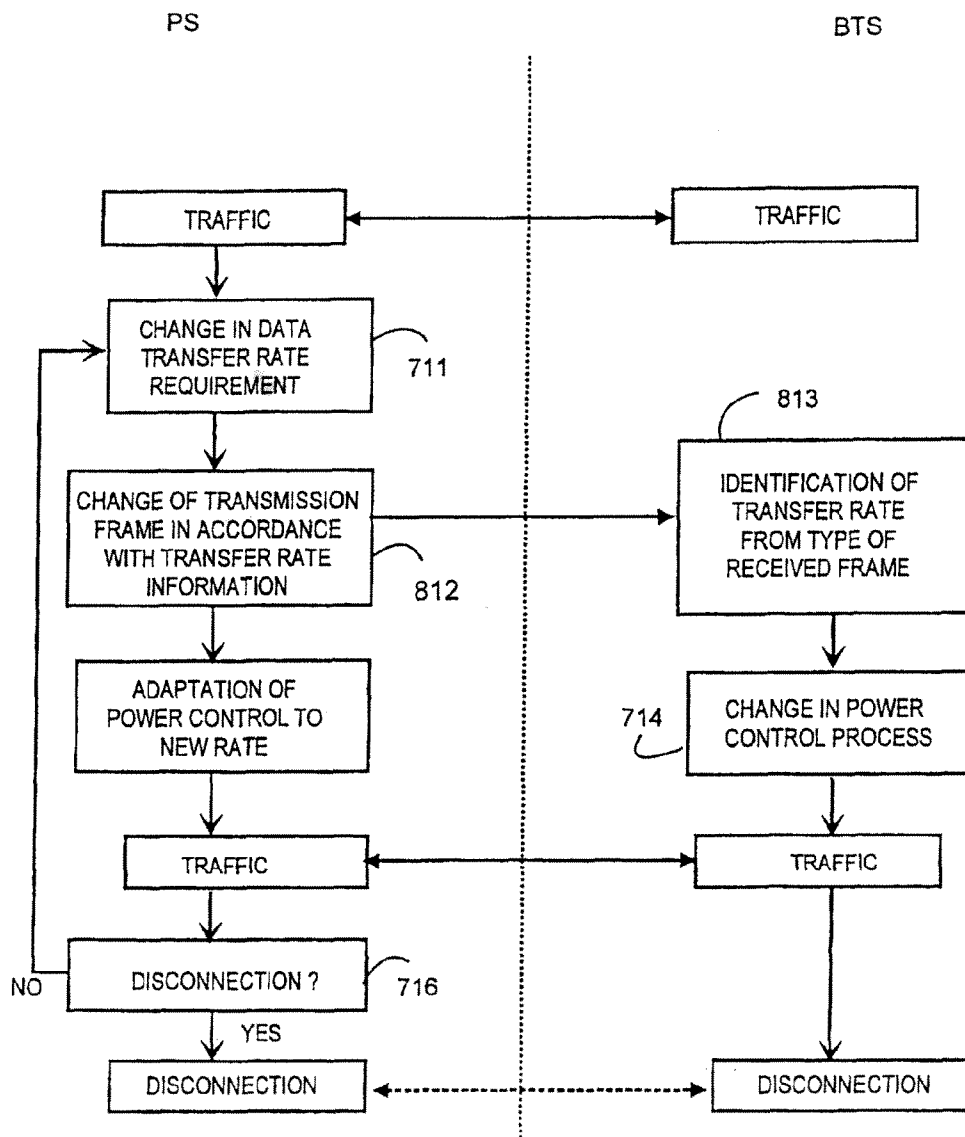 PS
BTS
TRAFFIC
TRAFFIC
CHANGE IN DATA
TRANSFER RATE
REQUIREMENT
711
813
CHANGE OF TRANSMISSION
FRAME IN ACCORDANCE
WITH TRANSFER RATE
INFORMATION
812
IDENTIFICATION OF
TRANSFER RATE
FROM TYPE OF
RECEIVED FRAME
ADAPTATION OF
POWER CONTROL TO
NEW RATE
714
CHANGE IN POWER
CONTROL PROCESS
TRAFFIC
TRAFFIC
NO
DISCONNECTION ?
716
YES
DISCONNECTION
DISCONNECTION